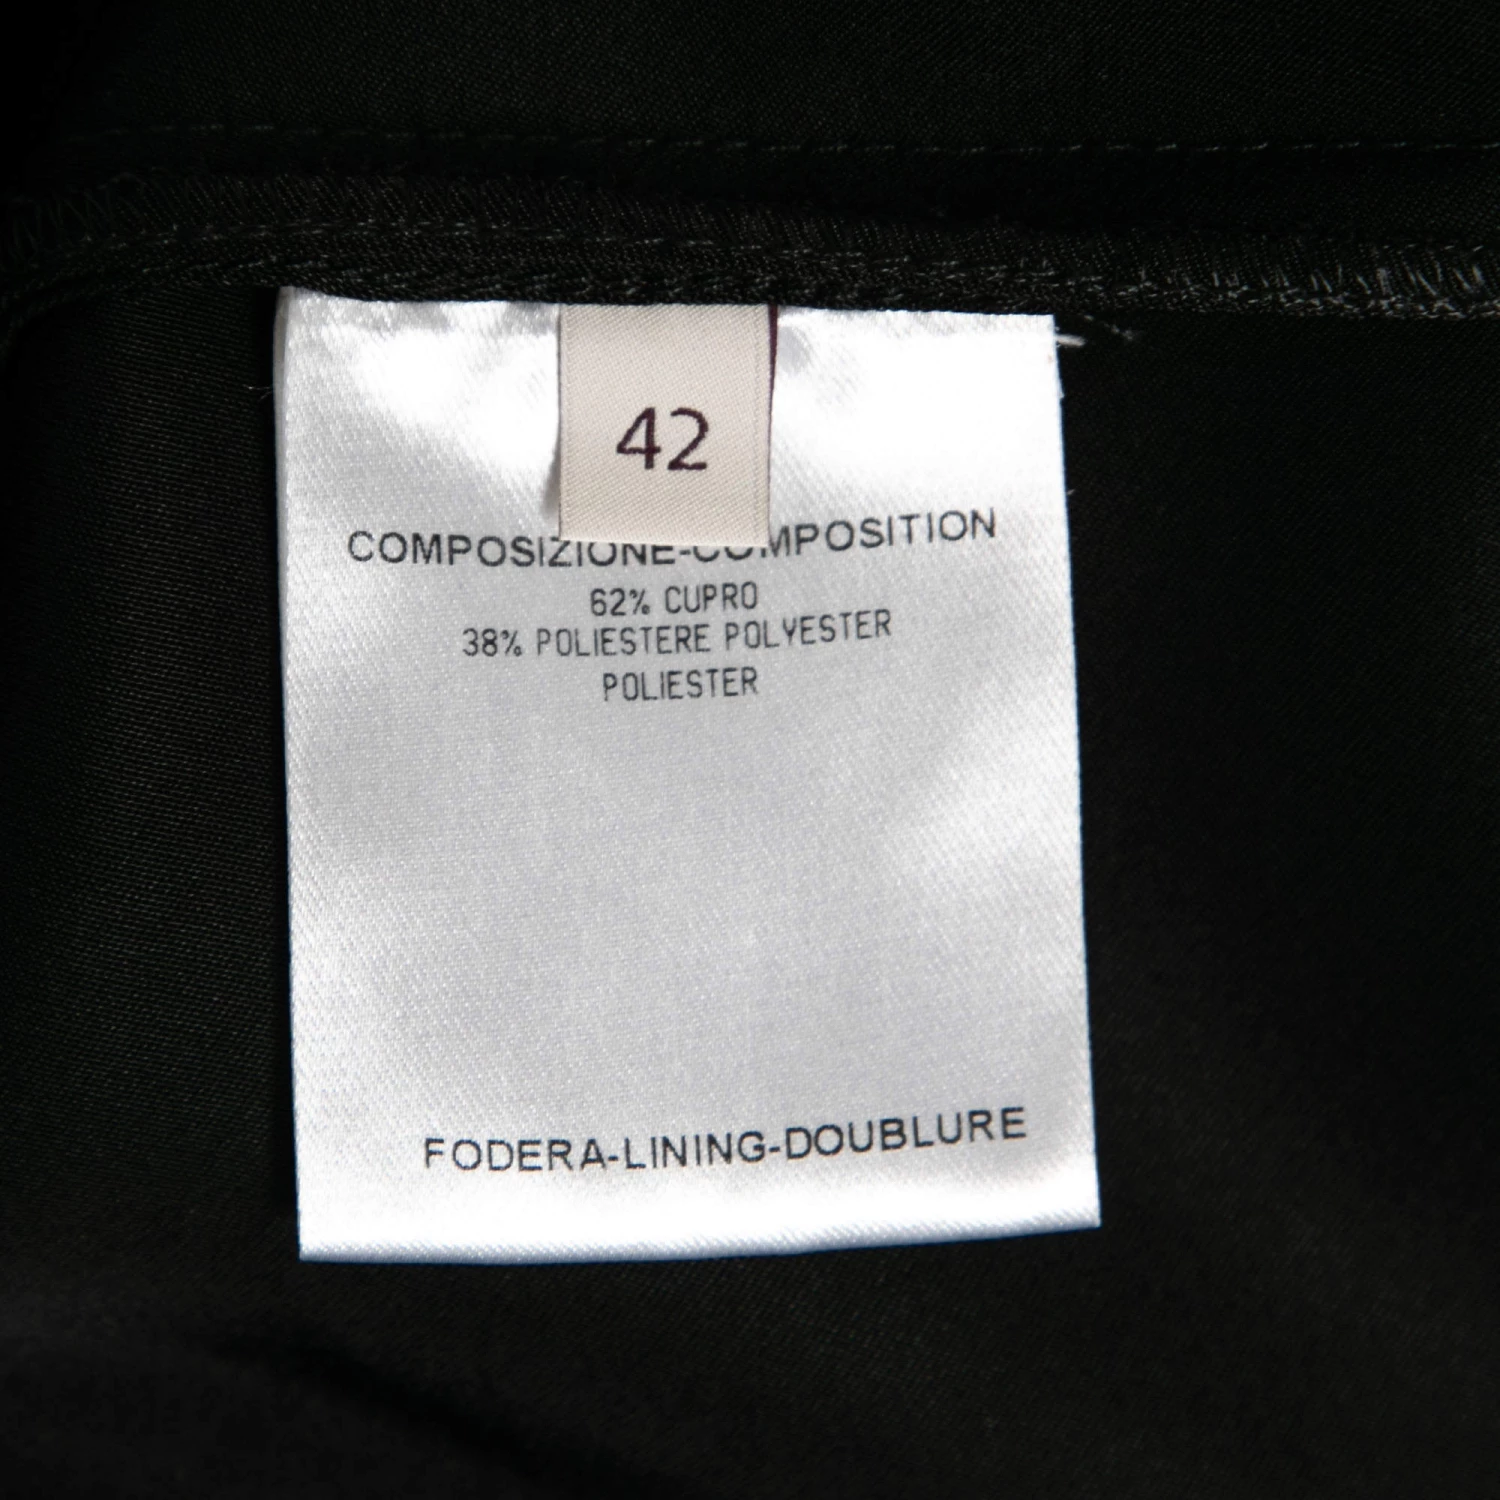 42
COMPOSIZIONE-COMPOSITION
62% CUPRO
38% POLIESTERE POLYESTER
POLIESTER
FODERA-LINING-DOUBLURE